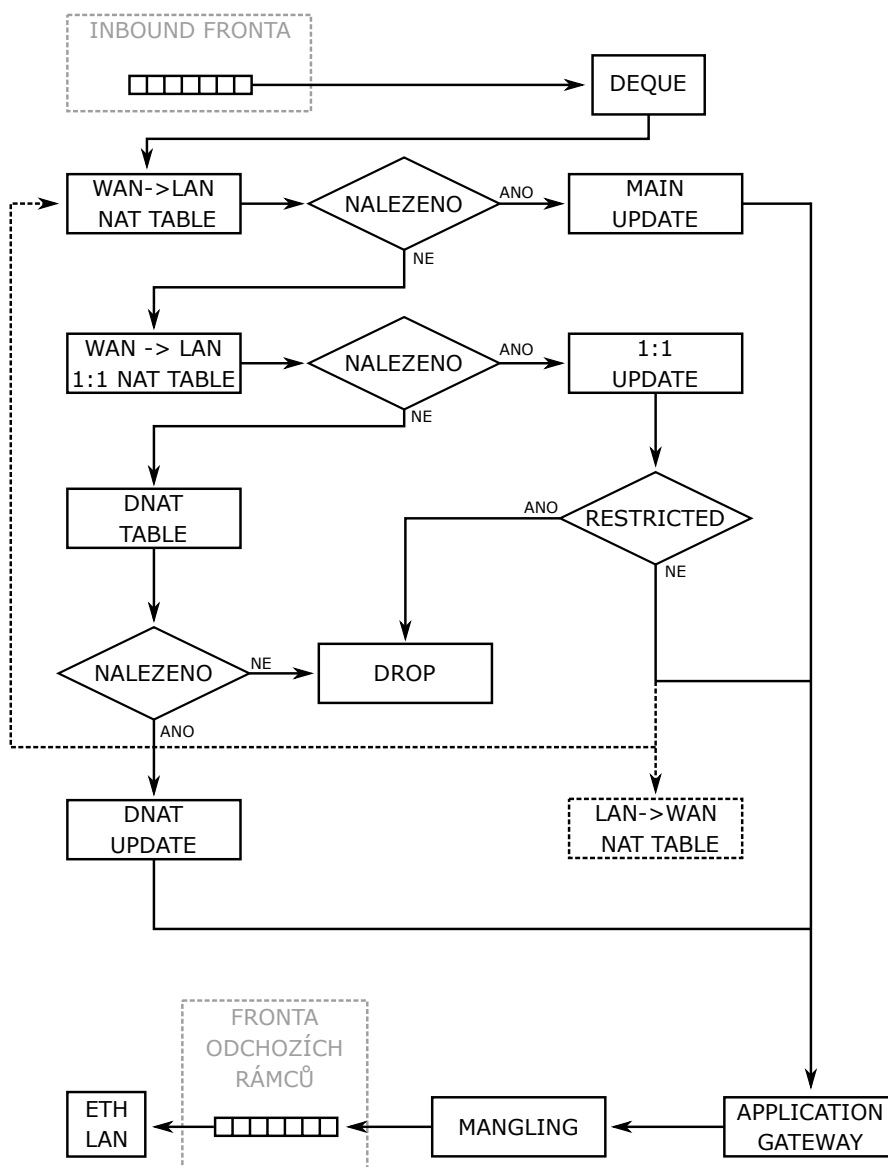 INBOUND FRONTA
DEQUE
WAN->LAN
NAT TABLE
NALEZENO
ANO
MAIN
UPDATE
NE
WAN -> LAN
1:1 NAT TABLE
NALEZENO
ANO
1:1
UPDATE
NE
DNAT
TABLE
ANO
RESTRICTED
NE
NALEZENO
NE
DROP
ANO
DNAT
UPDATE
LAN->WAN
NAT TABLE
FRONTA
ODCHOZÍCH
RÁMCŮ
ETH
LAN
MANGLING
APPLICATION
GATEWAY